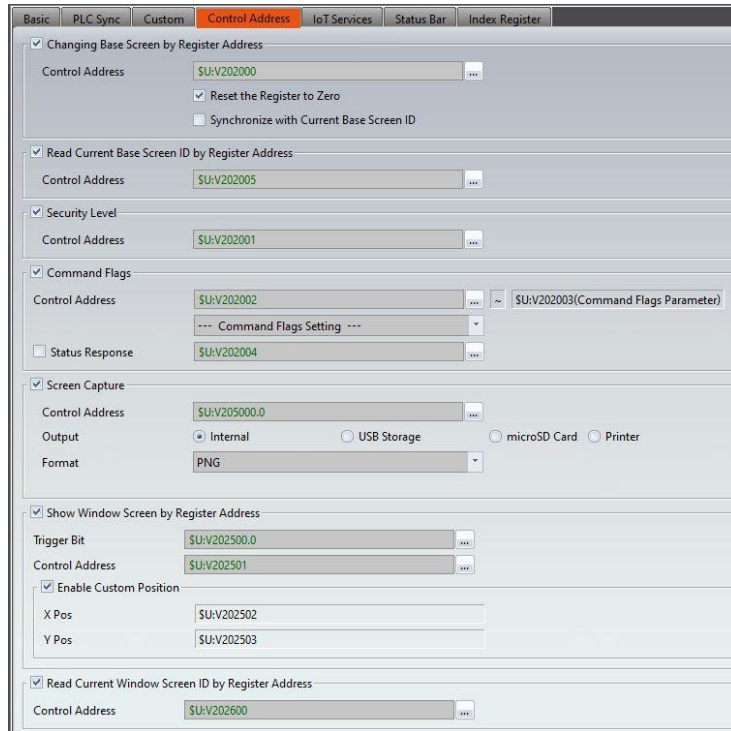 Basic PLC Sync Custom Control Address IoT Services Status Bar Index Register
Changing Base Screen by Register Address
Control Address $U:V202000 ...
Reset the Register to Zero
Synchronize with Current Base Screen ID
Read Current Base Screen ID by Register Address
Control Address $U:V202005 ...
Security Level
Control Address $U:V202001 ...
Command Flags
Control Address $U:V202002 ... ~ $U:V202003(Command Flags Parameter)
--- Command Flags Setting ---
Status Response $U:V202004 ...
Screen Capture
Control Address $U:V205000.0 ...
Output Internal USB Storage microSD Card Printer
Format PNG
Show Window Screen by Register Address
Trigger Bit $U:V202500.0 ...
Control Address $U:V202501 ...
Enable Custom Position
X Pos $U:V202502
Y Pos $U:V202503
Read Current Window Screen ID by Register Address
Control Address $U:V202600 ...